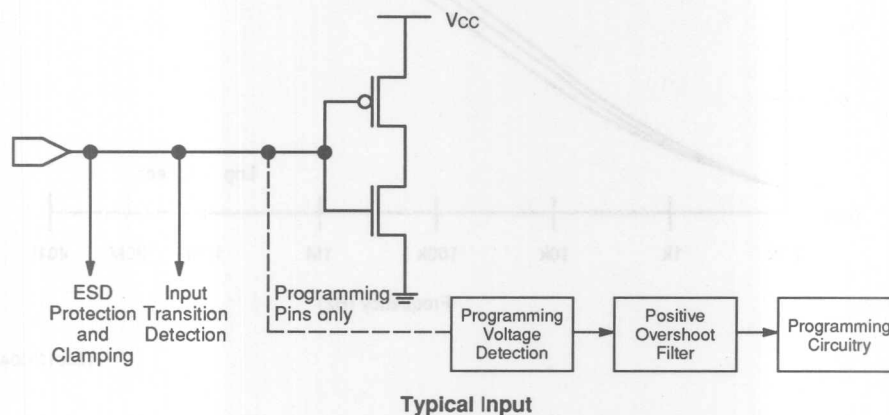 VCC
ESD
Protection
and
Clamping
Input
Transition
Detection
Programming
Pins only
Programming
Voltage
Detection
Positive
Overshoot
Filter
Programming
Circuitry
Typical Input